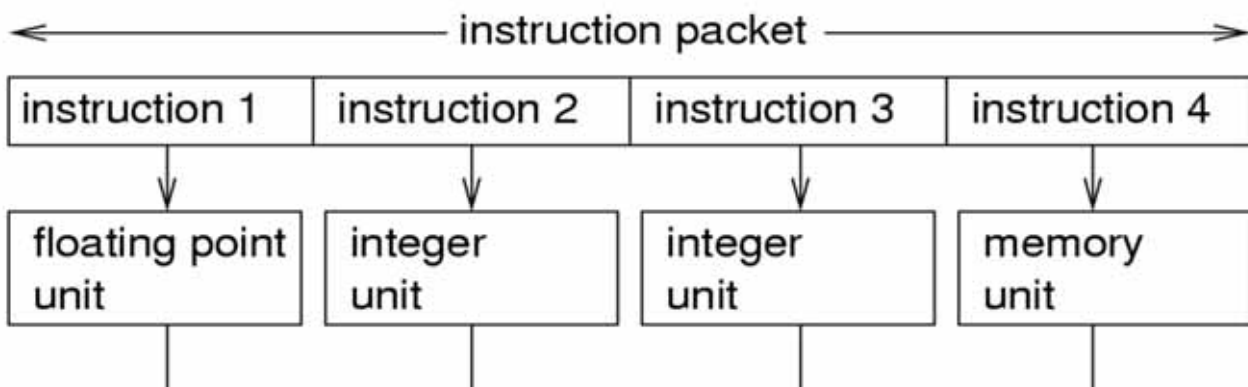 instruction packet
instruction 1 instruction 2 instruction 3 instruction 4
floating point integer integer memory
unit unit unit unit